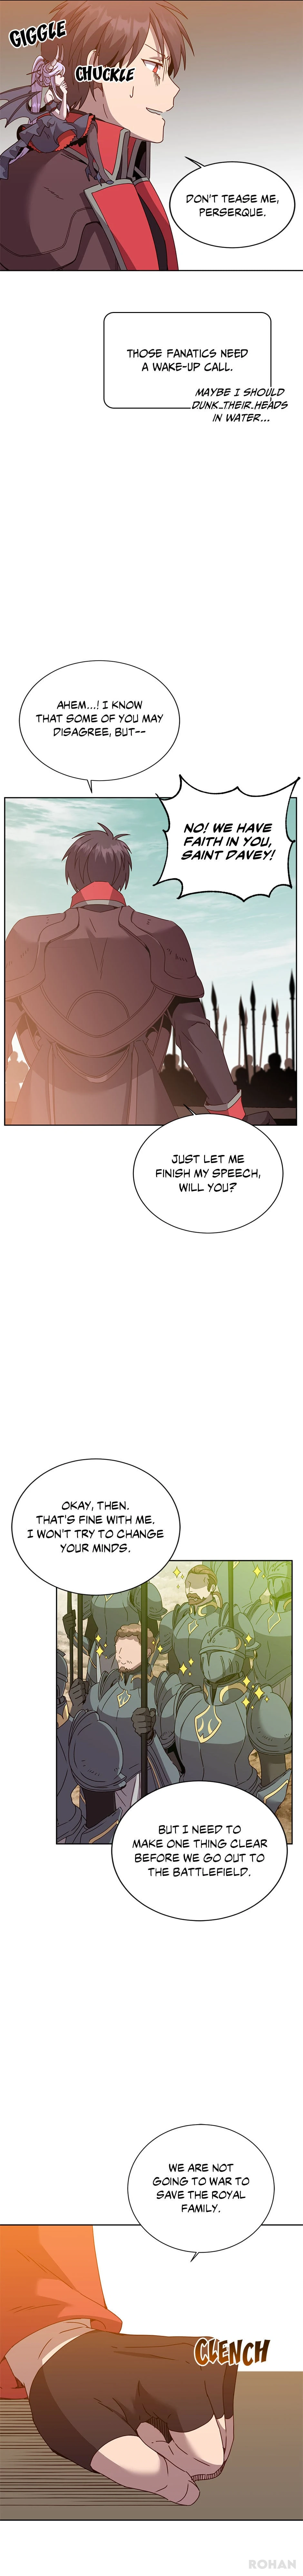 GIGGLE
CHUCKLE
DON'T TEASE ME,
PERSERQUE.
THOSE FANATICS NEED
A WAKE-UP CALL.
MAYBE I SHOULD
DUNK THEIR HEADS
IN WATER...
AHEM...! I KNOW
THAT SOME OF YOU MAY
DISAGREE, BUT--
NO! WE HAVE
FAITH IN YOU,
SAINT DAVEY!
JUST LET ME
FINISH MY SPEECH,
WILL YOU?
OKAY, THEN.
THAT'S FINE WITH ME.
I WON'T TRY TO CHANGE
YOUR MINDS.
BUT I NEED TO
MAKE ONE THING CLEAR
BEFORE WE GO OUT TO
THE BATTLEFIELD.
WE ARE NOT
GOING TO WAR TO
SAVE THE ROYAL
FAMILY.
CLENCH
ROHAN